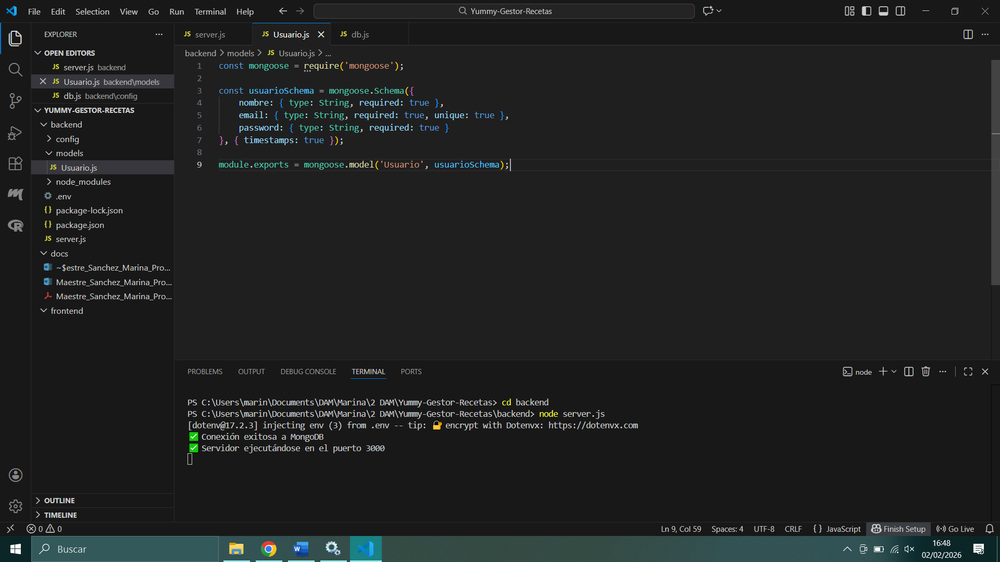 File Edit Selection View Go Run Terminal Help
Yummy-Gestor-Recetas
EXPLORER
OPEN EDITORS
JS server.js backend
JS Usuario.js backend\models
JS db.js backend\config
YUMMY-GESTOR-RECETAS
backend
config
models
JS Usuario.js
node_modules
.env
{} package-lock.json
{} package.json
JS server.js
docs
~$estre_Sanchez_Marina_Pro...
Maestre_Sanchez_Marina_Pro...
Maestre_Sanchez_Marina_Pro...
frontend
OUTLINE
TIMELINE
JS server.js
JS Usuario.js
JS db.js
backend > models > JS Usuario.js > ...
1 const mongoose = require('mongoose');
2
3 const usuarioSchema = mongoose.Schema({
4 nombre: { type: String, required: true },
5 email: { type: String, required: true, unique: true },
6 password: { type: String, required: true }
7 }, { timestamps: true });
8
9 module.exports = mongoose.model('Usuario', usuarioSchema);
PROBLEMS OUTPUT DEBUG CONSOLE TERMINAL PORTS
node
PS C:\Users\marin\Documents\DAM\Marina\2 DAM\Yummy-Gestor-Recetas> cd backend
PS C:\Users\marin\Documents\DAM\Marina\2 DAM\Yummy-Gestor-Recetas\backend> node server.js
[dotenv@17.2.3] injecting env (3) from .env -- tip: 🔐 encrypt with Dotenvx: https://dotenvx.com
✅ Conexión exitosa a MongoDB
✅ Servidor ejecutándose en el puerto 3000
0 0
Ln 9, Col 59 Spaces: 4 UTF-8 CRLF {} JavaScript Finish Setup Go Live
Buscar
16:48
02/02/2026